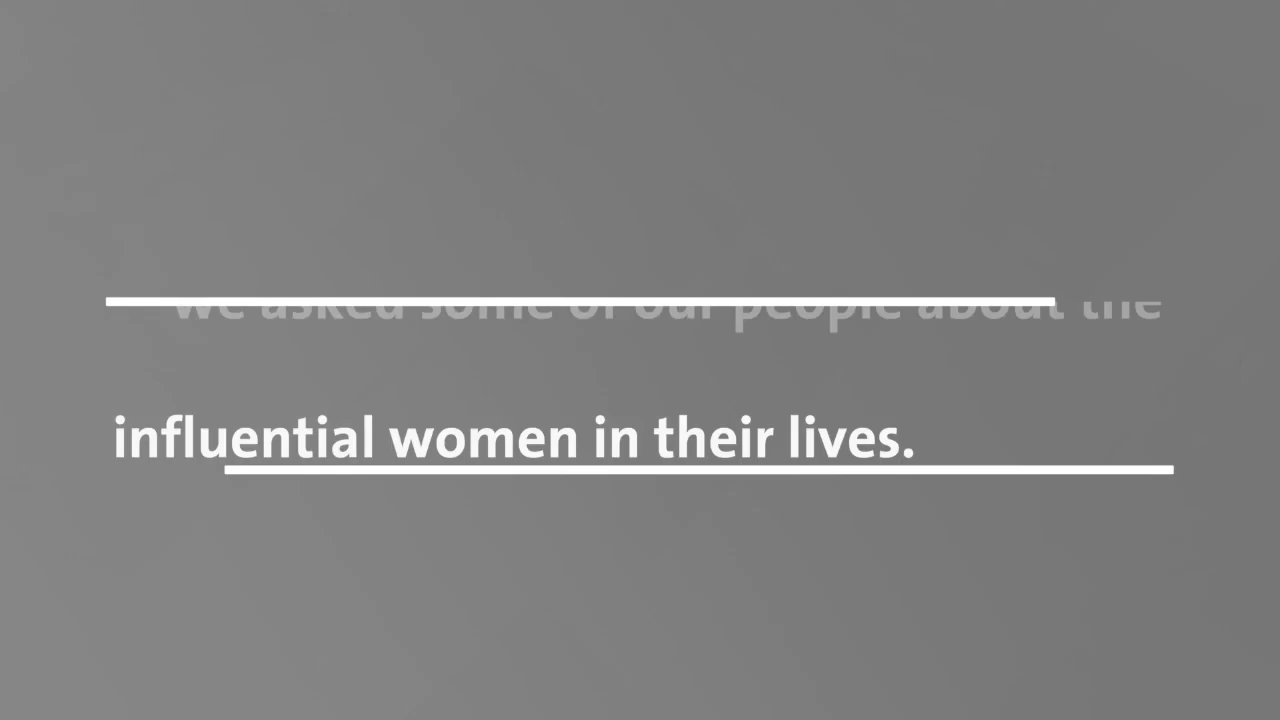 we asked some of our people about the
influential women in their lives.